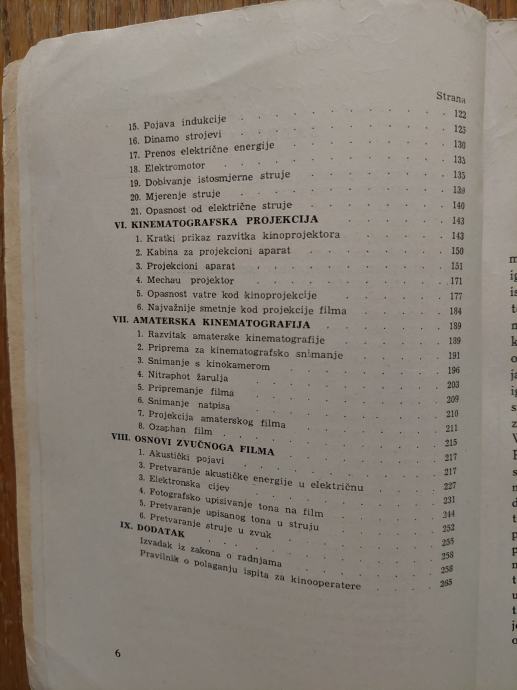 Strana
15. Pojava indukcije . . . . . . . . 122
16. Dinamo strojevi . . . . . . . . 125
17. Prenos električne energije . . . . . . . . 130
18. Elektromotor . . . . . . . . 133
19. Dobivanje istosmjerne struje . . . . . . . . 135
20. Mjerenje struje . . . . . . . . 139
21. Opasnost od električne struje . . . . . . . . 140
VI. KINEMATOGRAFSKA PROJEKCIJA . . . . . . . . 143
1. Kratki prikaz razvitka kinoprojektora . . . . . . . . 143
2. Kabina za projekcioni aparat . . . . . . . . 150
3. Projekcioni aparat . . . . . . . . 151
4. Mechau projektor . . . . . . . . 171
5. Opasnost vatre kod kinoprojekcije . . . . . . . . 177
6. Najvažnije smetnje kod projekcije filma . . . . . . . . 184
VII. AMATERSKA KINEMATOGRAFIJA . . . . . . . . 189
1. Razvitak amaterske kinematografije . . . . . . . . 189
2. Priprema za kinematografsko snimanje . . . . . . . . 191
3. Snimanje s kinokamerom . . . . . . . . 196
4. Nitraphot žarulja . . . . . . . . 203
5. Pripremanje filma . . . . . . . . 209
6. Snimanje natpisa . . . . . . . . 210
7. Projekcija amaterskog filma . . . . . . . . 211
8. Ozaphan film . . . . . . . . 215
VIII. OSNOVI ZVUČNOGA FILMA . . . . . . . . 217
1. Akustički pojavi . . . . . . . . 217
3. Pretvaranje akustičke energije u električnu . . . . . . . . 227
3. Elektronska cijev . . . . . . . . 231
4. Fotografsko upisivanje tona na film . . . . . . . . 244
5. Pretvaranje upisanog tona u struju . . . . . . . . 252
6. Pretvaranje struje u zvuk . . . . . . . . 255
IX. DODATAK . . . . . . . . 258
Izvadak iz zakona o radnjama . . . . . . . . 258
Pravilnik o polaganju ispita za kinooperatere . . . . . . . . 265
6